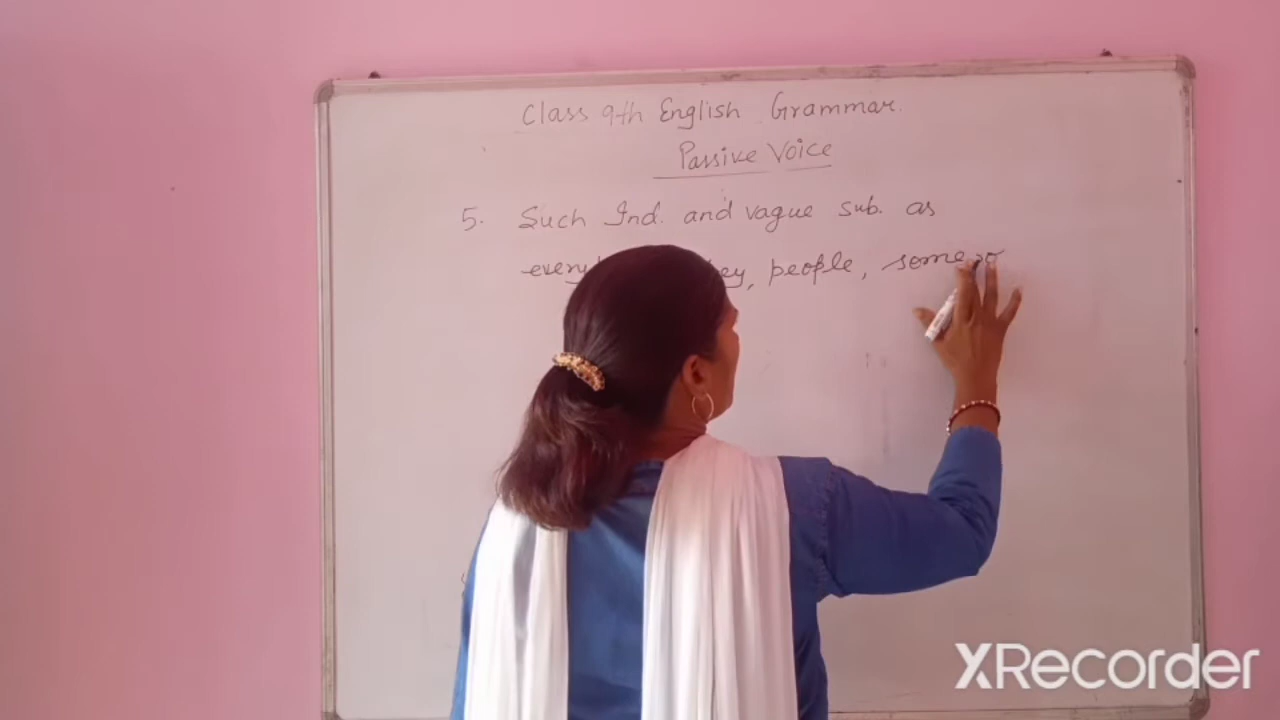 Class 9th English Grammar.
Passive Voice
5. Such Ind. and vague sub. as
people,
XRecorder